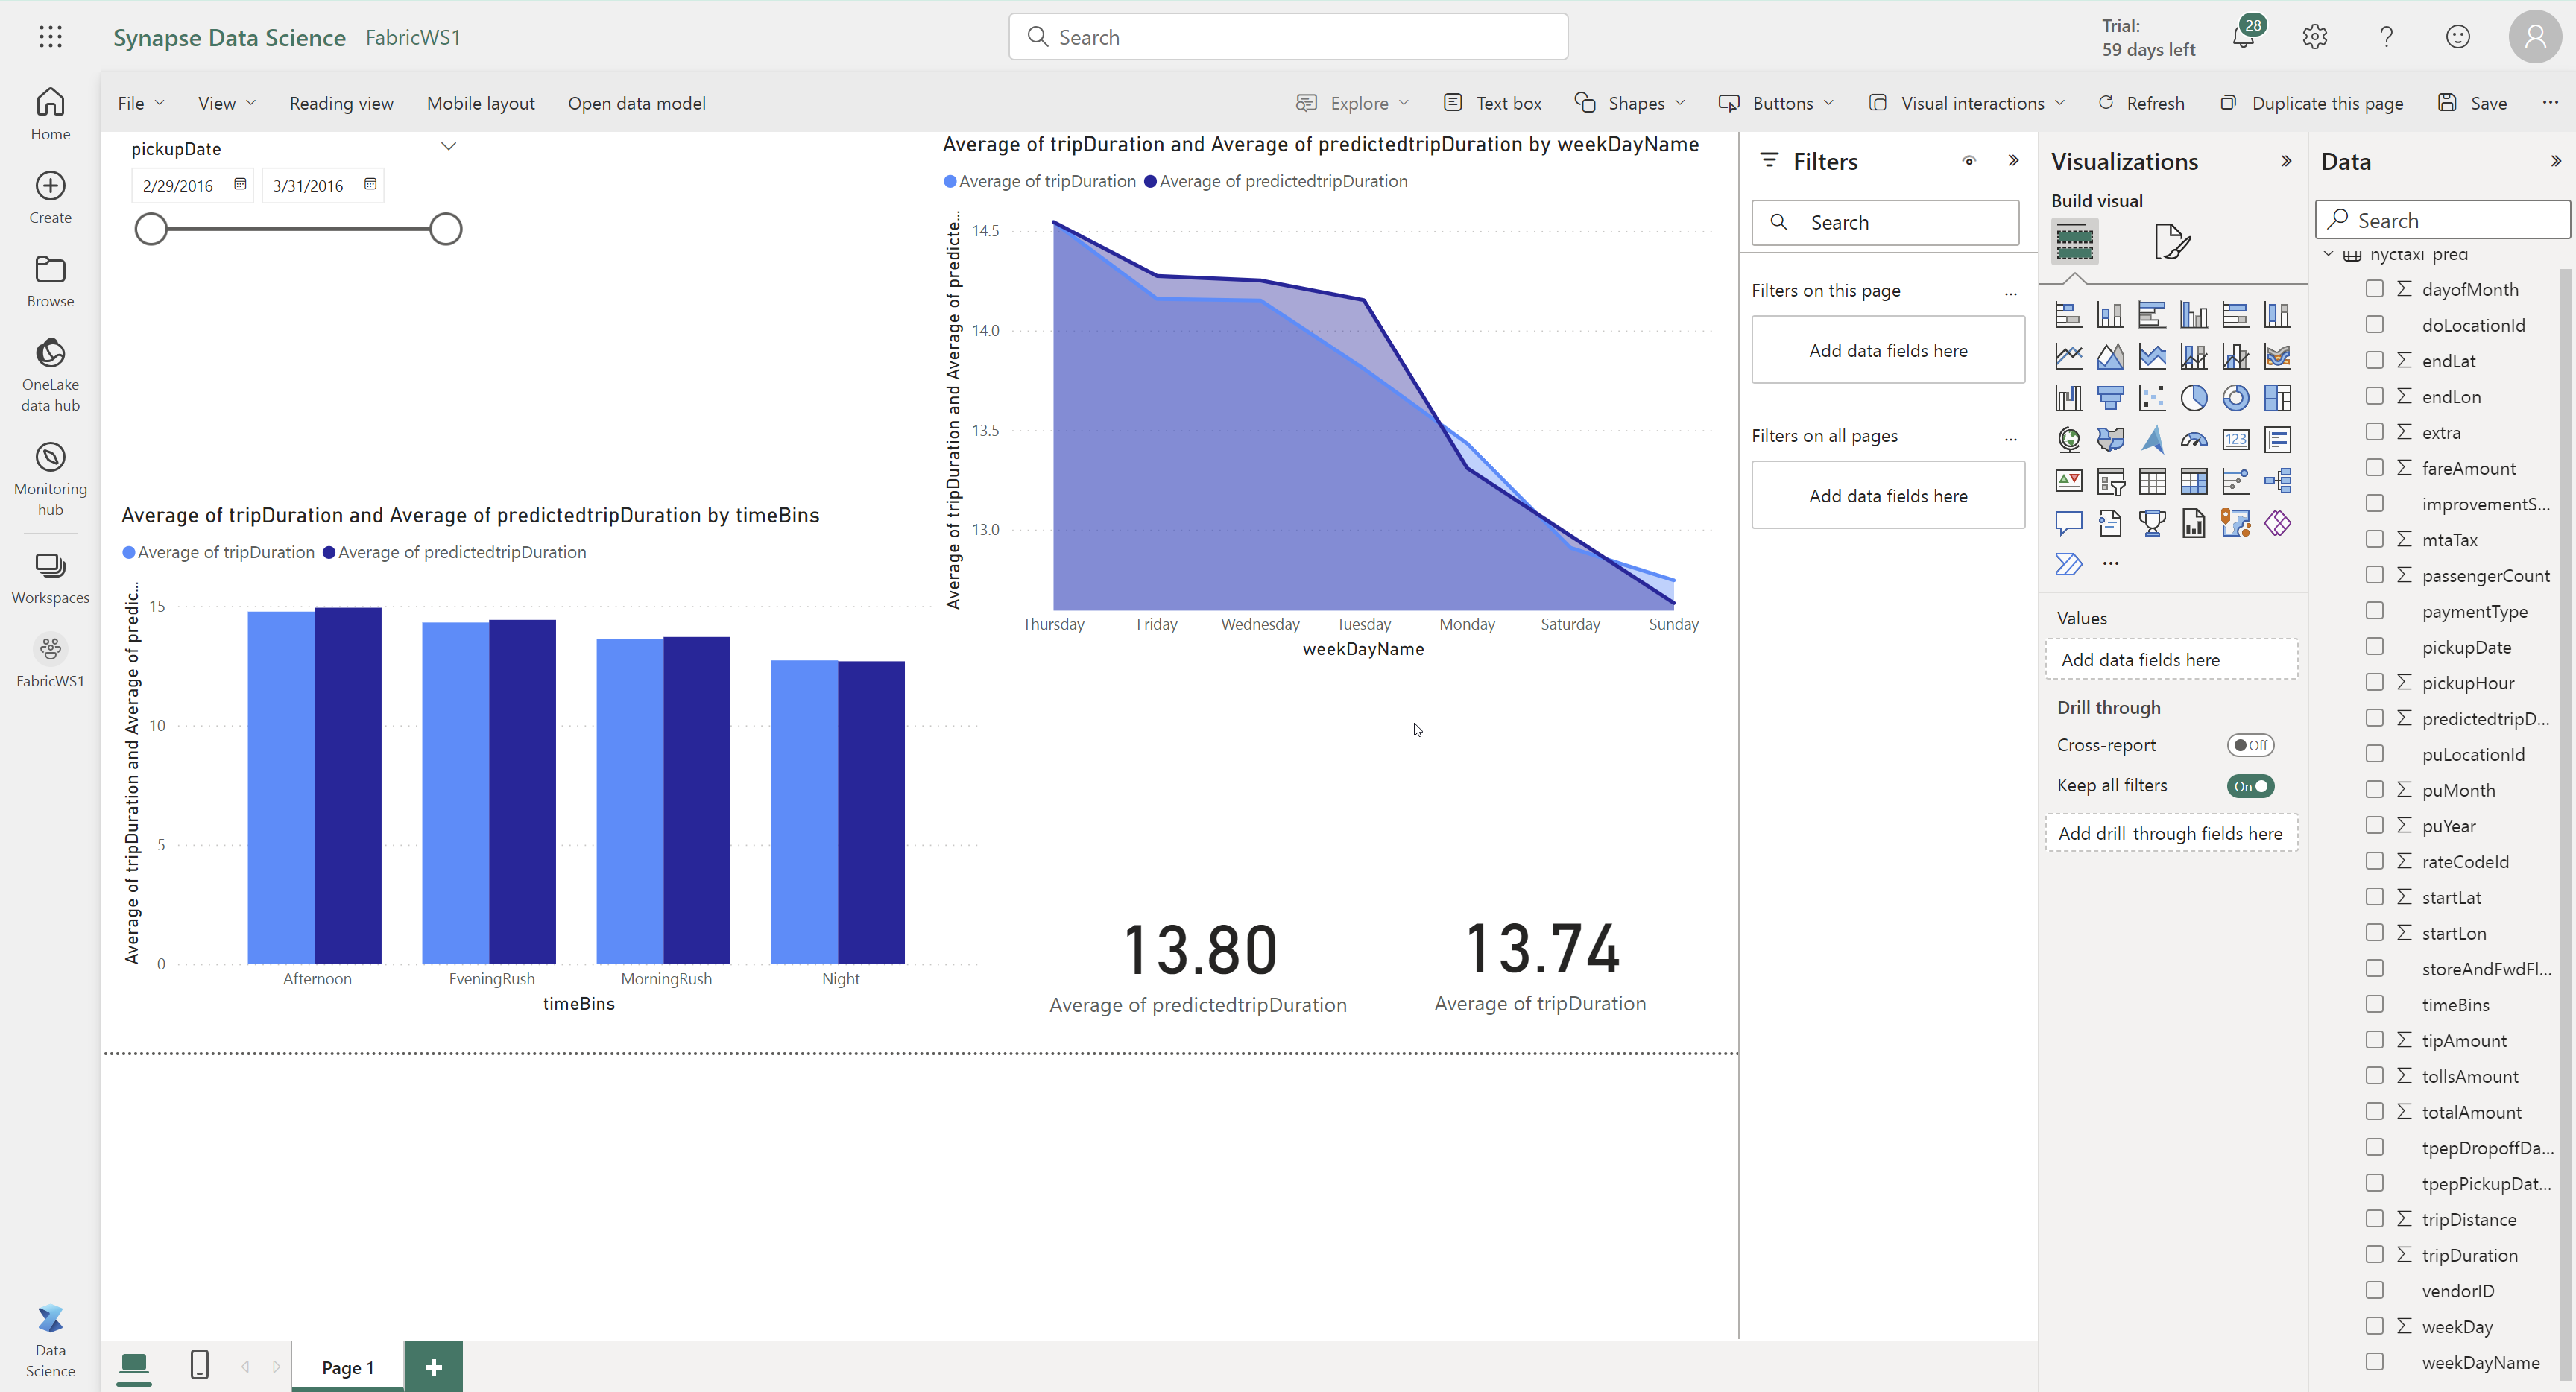 Synapse Data Science FabricWS1
Search
Trial:
59 days left
28
Home
Create
Browse
OneLake
data hub
Monitoring
hub
Workspaces
FabricWS1
Data
Science
File View Reading view Mobile layout Open data model
Explore Text box Shapes Buttons Visual interactions Refresh Duplicate this page Save ...
pickupDate
2/29/2016 3/31/2016
Average of tripDuration and Average of predictedtripDuration by weekDayName
Average of tripDuration Average of predictedtripDuration
Average of tripDuration and Average of predicte...
14.5
14.0
13.5
13.0
Thursday Friday Wednesday Tuesday Monday Saturday Sunday
weekDayName
Average of tripDuration and Average of predictedtripDuration by timeBins
Average of tripDuration Average of predictedtripDuration
Average of tripDuration and Average of predic...
15
10
5
0
Afternoon EveningRush MorningRush Night
timeBins
13.80
Average of predictedtripDuration
13.74
Average of tripDuration
Page 1
+
Filters
Search
Filters on this page ...
Add data fields here
Filters on all pages ...
Add data fields here
Visualizations
Build visual
123
...
Values
Add data fields here
Drill through
Cross-report Off
Keep all filters On
Add drill-through fields here
Data
Search
nyctaxi_pred
dayofMonth
doLocationId
endLat
endLon
extra
fareAmount
improvementS...
mtaTax
passengerCount
paymentType
pickupDate
pickupHour
predictedtripD...
puLocationId
puMonth
puYear
rateCodeId
startLat
startLon
storeAndFwdFl...
timeBins
tipAmount
tollsAmount
totalAmount
tpepDropoffDa...
tpepPickupDat...
tripDistance
tripDuration
vendorID
weekDay
weekDayName